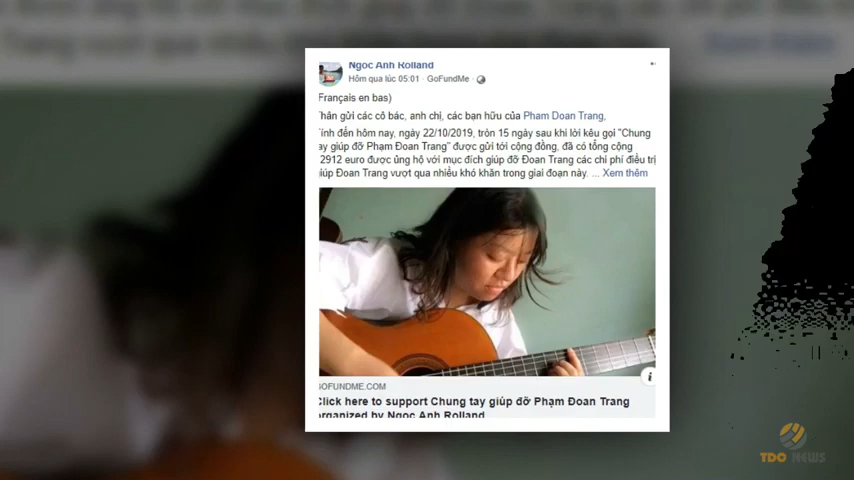 Ngoc Anh Rolland
Hôm qua lúc 05:01 · GoFundMe ·
Français en bas)
Thân gửi các cô bác, anh chị, các bạn hữu của Pham Doan Trang,
Tính đến hôm nay, ngày 22/10/2019, tròn 15 ngày sau khi lời kêu gọi "Chung
tay giúp đỡ Phạm Đoan Trang" được gửi tới cộng đồng, đã có tổng cộng
2912 euro được ủng hộ với mục đích giúp đỡ Đoan Trang các chi phí điều trị
giúp Đoan Trang vượt qua nhiều khó khăn trong giai đoạn này. ... Xem thêm
GOFUNDME.COM
Click here to support Chung tay giúp đỡ Phạm Đoan Trang
organized by Ngoc Anh Rolland
TDO NEWS